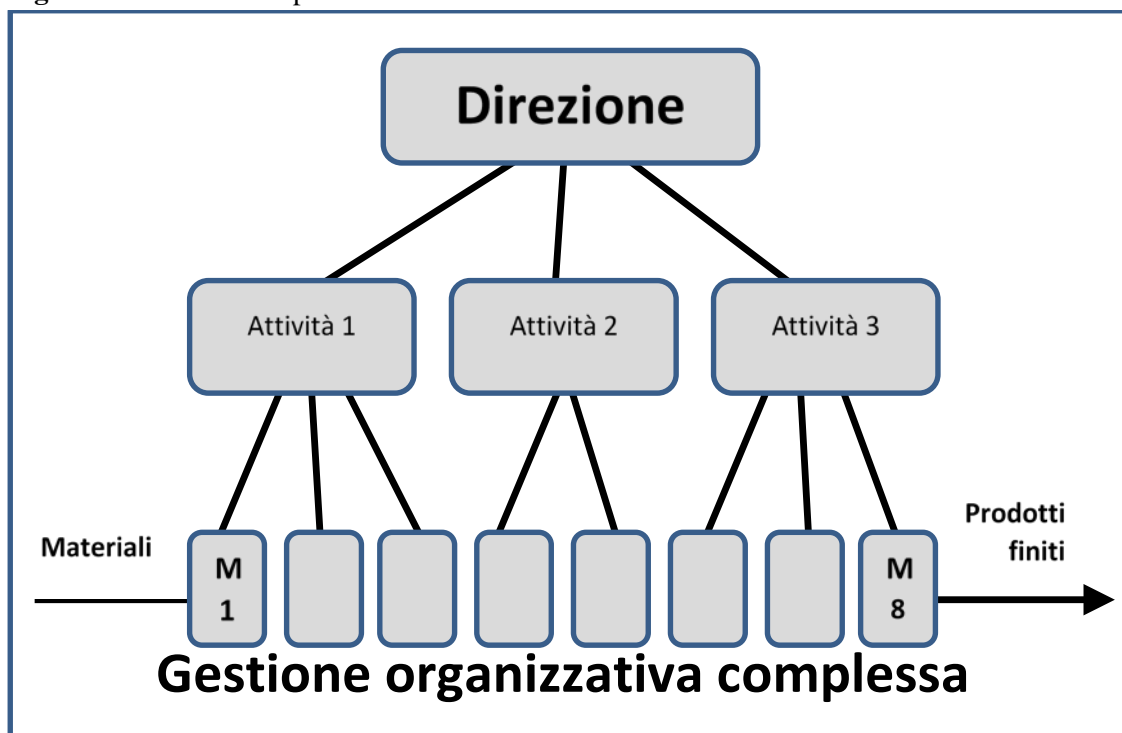 Direzione
Attività 1
Attività 2
Attività 3
Materiali
M
1
M
8
Prodotti
finiti
Gestione organizzativa complessa